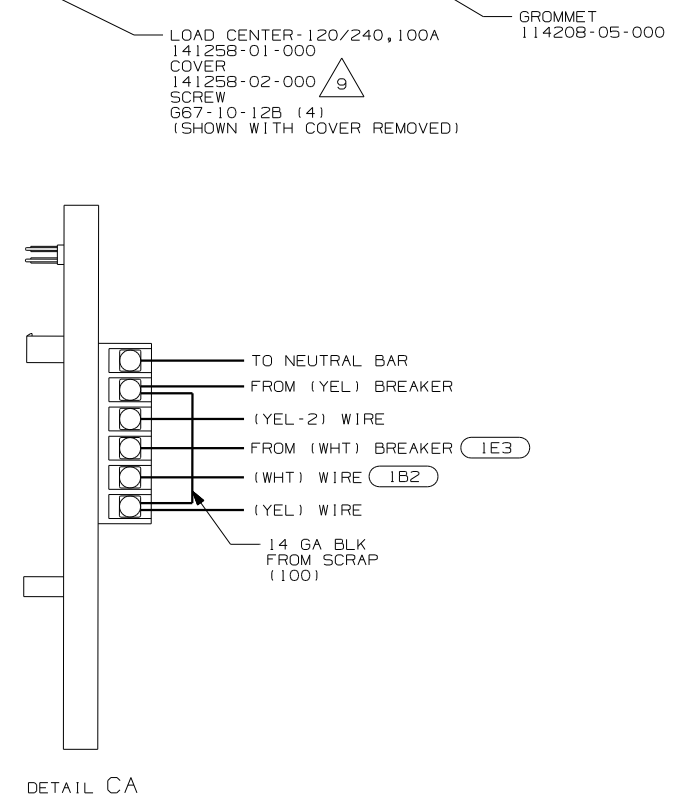 GROMMET
114208-05-000
LOAD CENTER-120/240,100A
141258-01-000
COVER
141258-02-000 9
SCREW
G67-10-12B (4)
(SHOWN WITH COVER REMOVED)
TO NEUTRAL BAR
FROM (YEL) BREAKER
(YEL-2) WIRE
FROM (WHT) BREAKER 1E3
(WHT) WIRE 1B2
(YEL) WIRE
14 GA BLK
FROM SCRAP
(100)
DETAIL CA